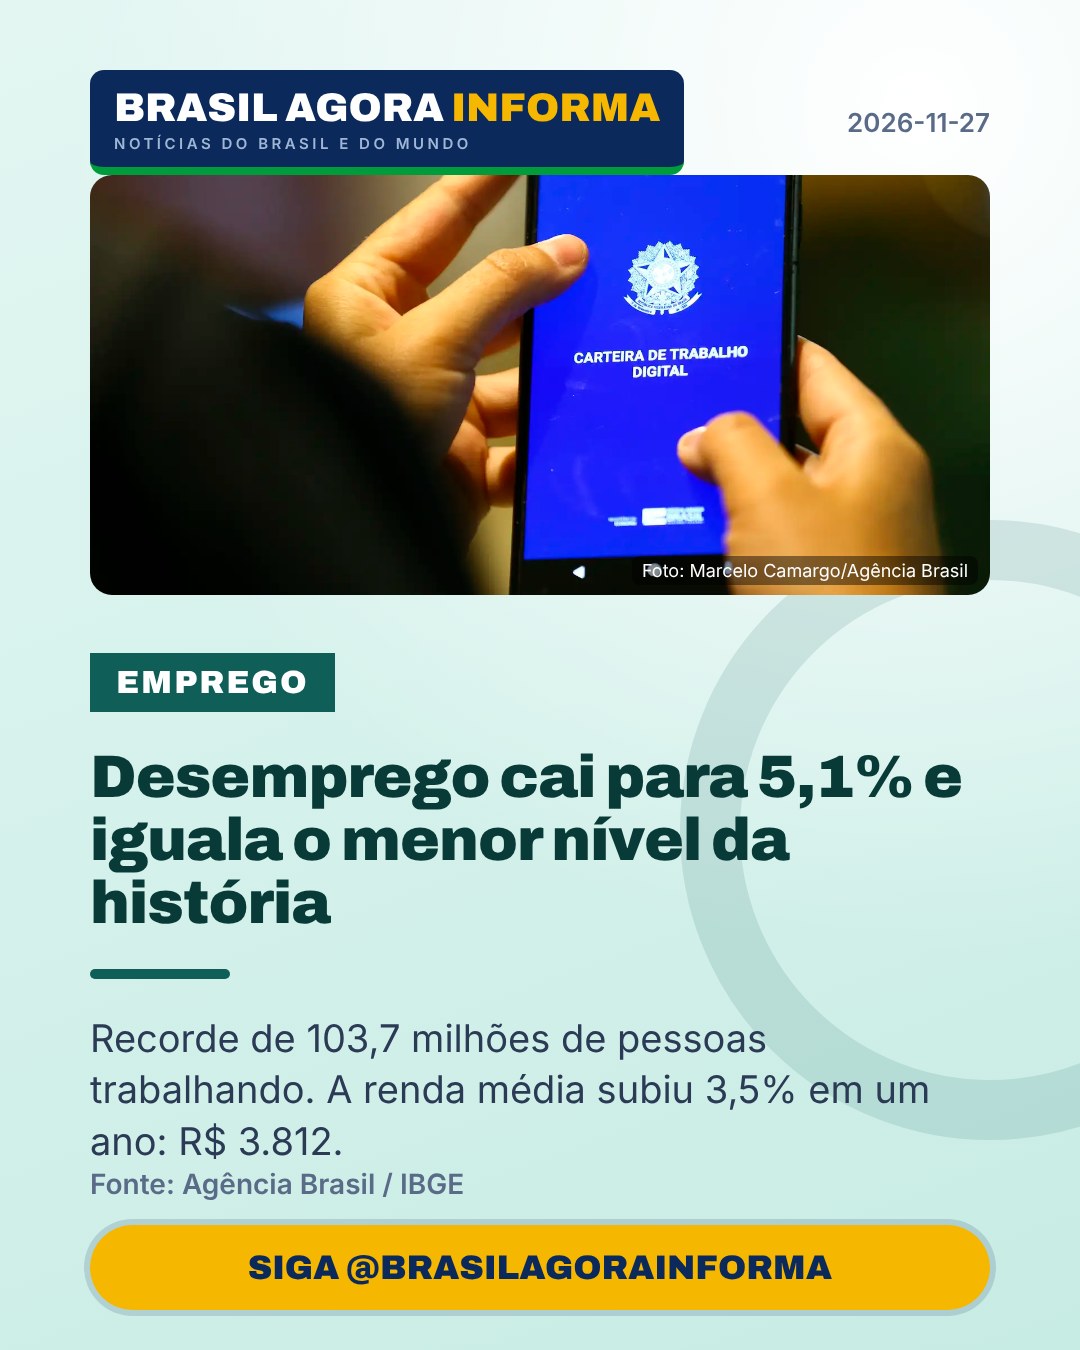 BRASIL AGORA INFORMA
NOTÍCIAS DO BRASIL E DO MUNDO
2026-11-27
CARTEIRA DE TRABALHO
DIGITAL
Foto: Marcelo Camargo/Agência Brasil
EMPREGO
Desemprego cai para 5,1% e
iguala o menor nível da
história
Recorde de 103,7 milhões de pessoas
trabalhando. A renda média subiu 3,5% em um
ano: R$ 3.812.
Fonte: Agência Brasil / IBGE
SIGA @BRASILAGORAINFORMA